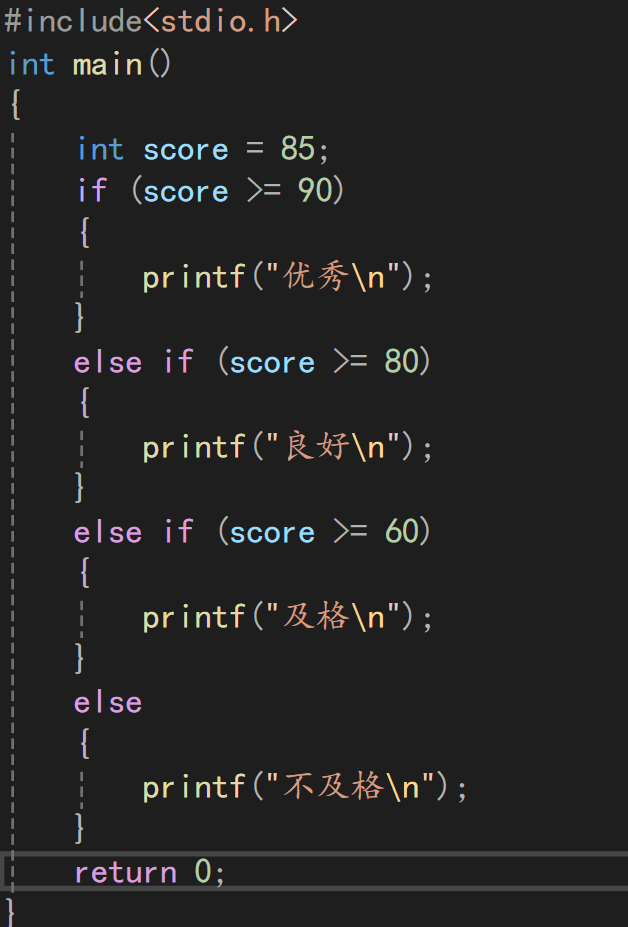 #include<stdio.h>
int main()
{
    int score = 85;
    if (score >= 90)
    {
        printf("优秀\n");
    }
    else if (score >= 80)
    {
        printf("良好\n");
    }
    else if (score >= 60)
    {
        printf("及格\n");
    }
    else
    {
        printf("不及格\n");
    }
    return 0;
}